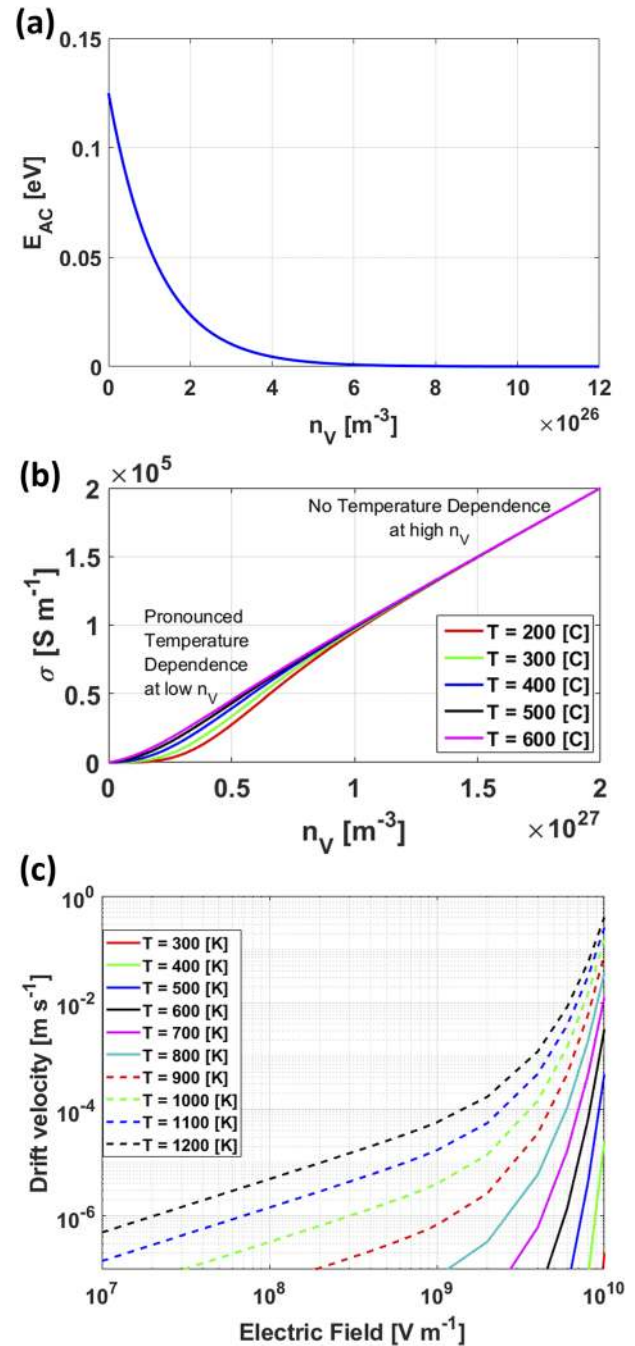 (a)
0.15
0.1
0.05
0
E_AC [eV]
0 2 4 6 8 10 12
n_V [m^-3]
×10^26
(b)
×10^5
2
1.5
1
0.5
0
σ [S m^-1]
No Temperature Dependence
at high n_V
Pronounced
Temperature
Dependence
at low n_V
T = 200 [C]
T = 300 [C]
T = 400 [C]
T = 500 [C]
T = 600 [C]
0 0.5 1 1.5 2
n_V [m^-3]
×10^27
(c)
10^0
10^-2
10^-4
10^-6
Drift velocity [m s^-1]
T = 300 [K]
T = 400 [K]
T = 500 [K]
T = 600 [K]
T = 700 [K]
T = 800 [K]
T = 900 [K]
T = 1000 [K]
T = 1100 [K]
T = 1200 [K]
10^7 10^8 10^9 10^10
Electric Field [V m^-1]